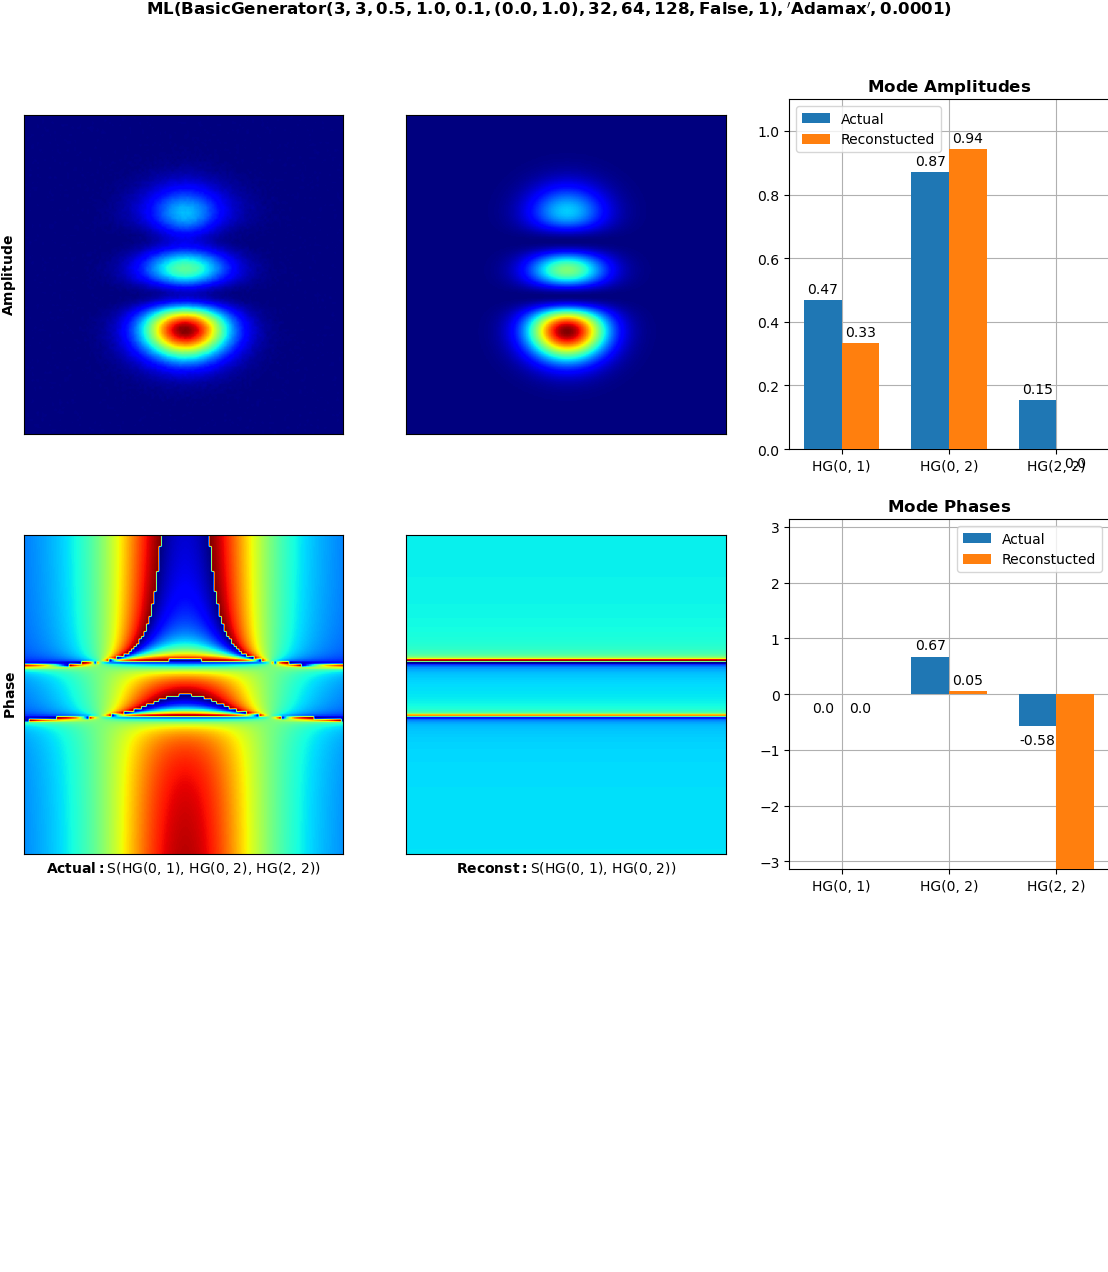 ML(BasicGenerator(3, 3, 0.5, 1.0, 0.1, (0.0, 1.0), 32, 64, 128, False, 1),′Adamax′, 0.0001)
Amplitude
Mode Amplitudes
Actual
Reconstucted
1.0
0.8
0.6
0.4
0.2
0.0
0.47
0.33
0.87
0.94
0.15
0.0
HG(0, 1)
HG(0, 2)
HG(2, 2)
Phase
Actual: S(HG(0, 1), HG(0, 2), HG(2, 2))
Reconst: S(HG(0, 1), HG(0, 2))
Mode Phases
Actual
Reconstucted
3
2
1
0
−1
−2
−3
0.0
0.0
0.67
0.05
-0.58
HG(0, 1)
HG(0, 2)
HG(2, 2)